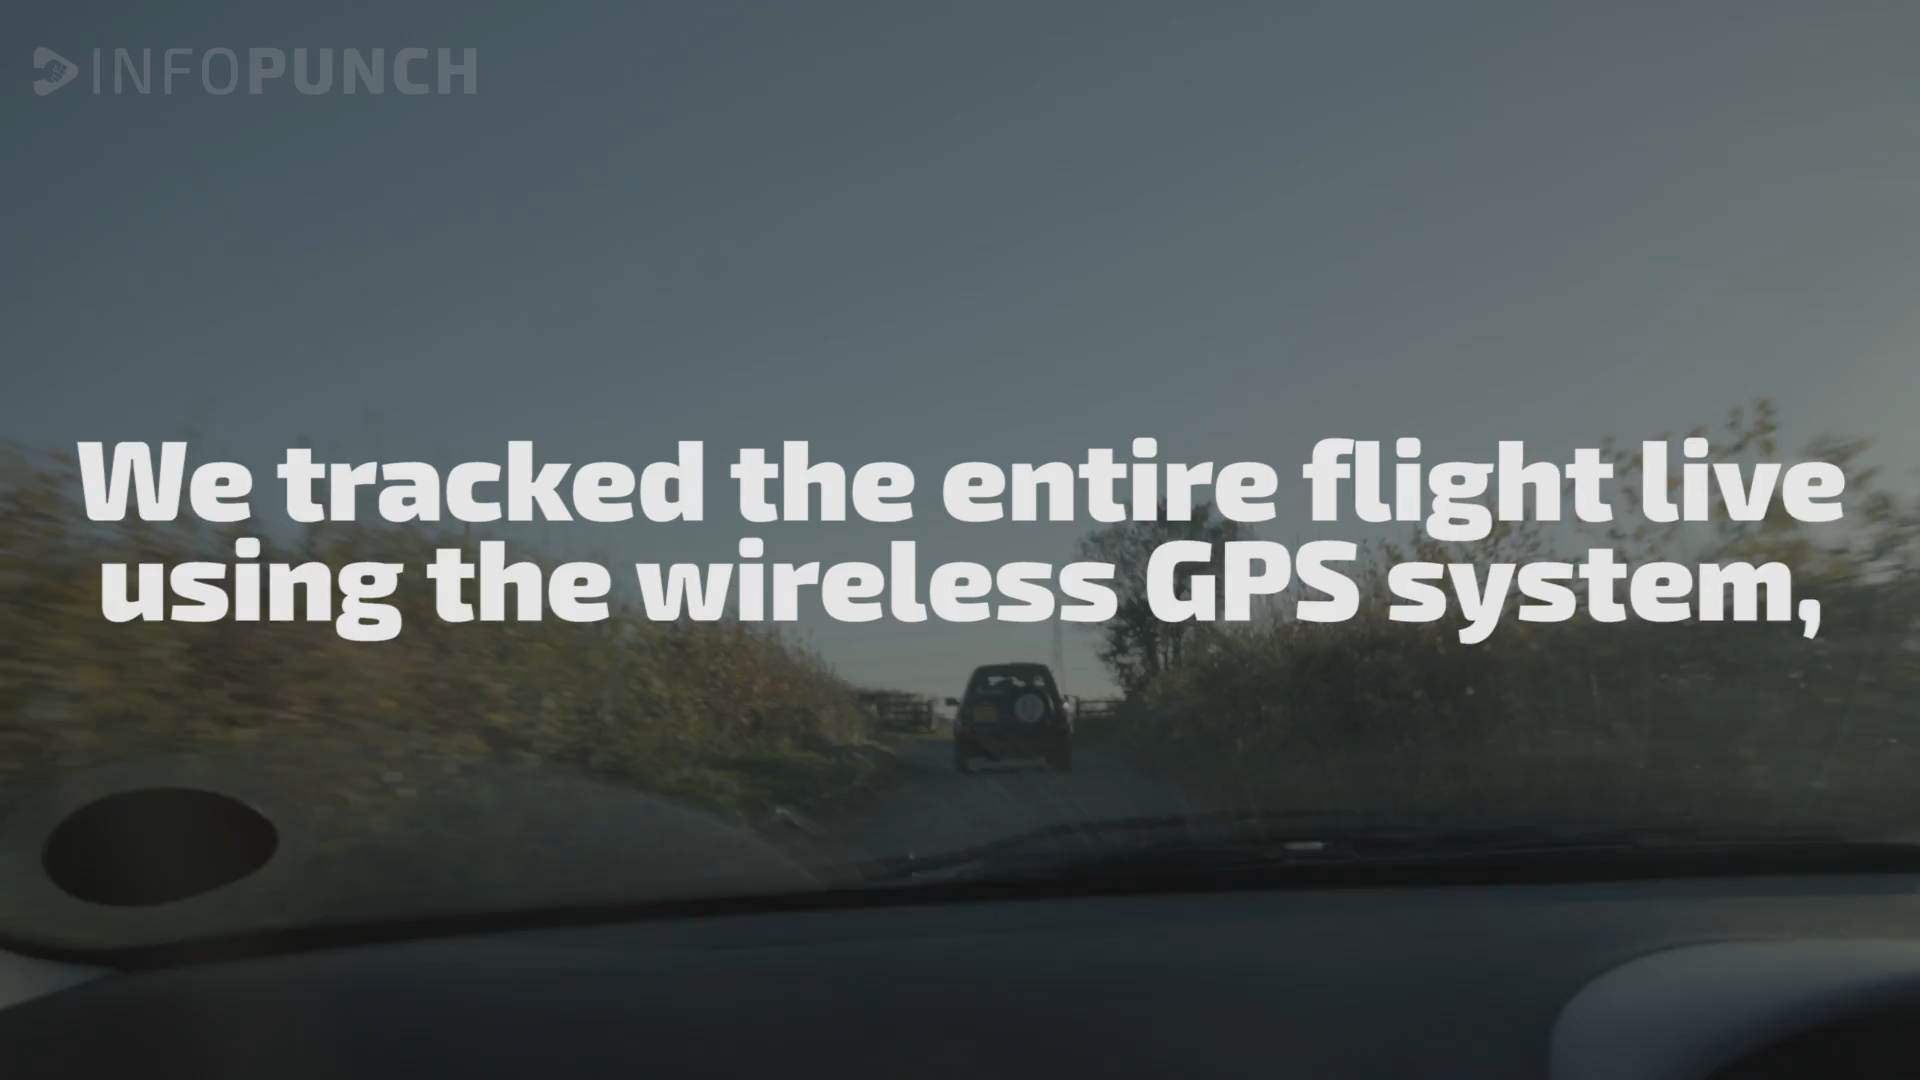 INFOPUNCH
We tracked the entire flight live
using the wireless GPS system,